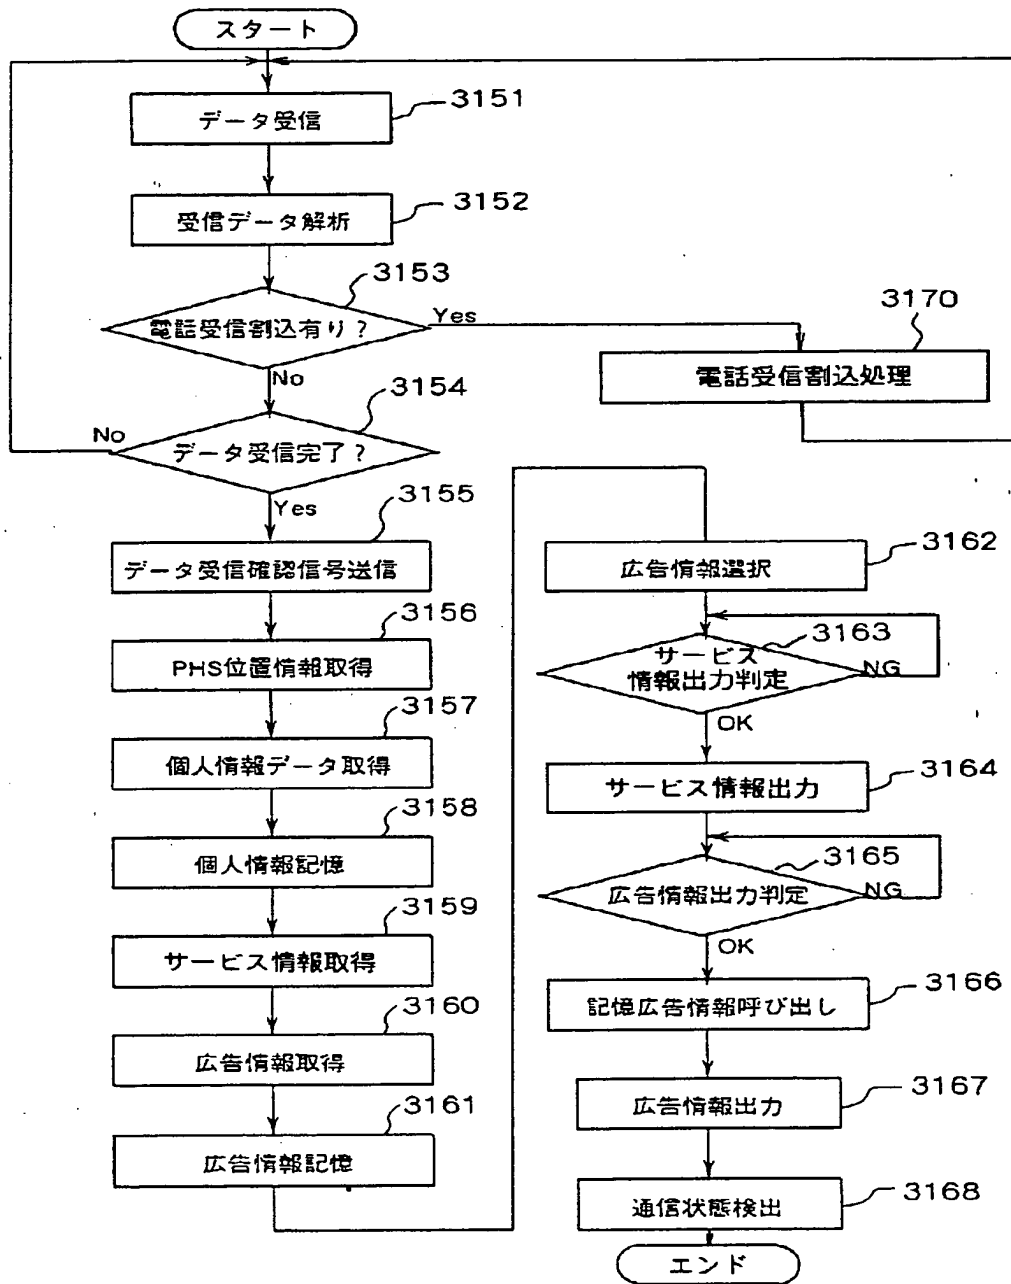 スタート
3151
データ受信
3152
受信データ解析
3153
電話受信割込有り?
Yes
No
3170
電話受信割込処理
3154
データ受信完了?
No
Yes
3155
データ受信確認信号送信
3156
PHS位置情報取得
3157
個人情報データ取得
3158
個人情報記憶
3159
サービス情報取得
3160
広告情報取得
3161
広告情報記憶
3162
広告情報選択
3163
サービス
情報出力判定
NG
OK
3164
サービス情報出力
3165
広告情報出力判定
NG
OK
3166
記憶広告情報呼び出し
3167
広告情報出力
3168
通信状態検出
エンド